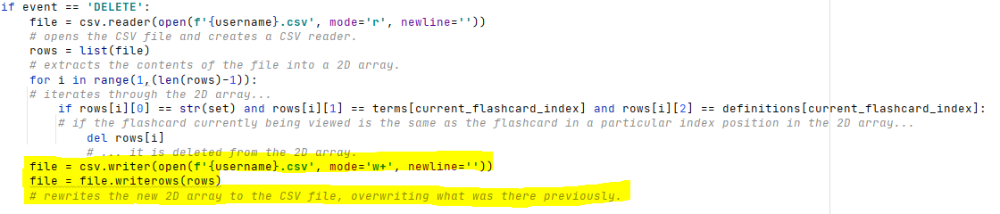 if event == 'DELETE':
    file = csv.reader(open(f'{username}.csv', mode='r', newline=''))
    # opens the CSV file and creates a CSV reader.
    rows = list(file)
    # extracts the contents of the file into a 2D array.
    for i in range(1,(len(rows)-1)):
    # iterates through the 2D array...
        if rows[i][0] == str(set) and rows[i][1] == terms[current_flashcard_index] and rows[i][2] == definitions[current_flashcard_index]:
        # if the flashcard currently being viewed is the same as the flashcard in a particular index position in the 2D array...
            del rows[i]
            # ... it is deleted from the 2D array.
    file = csv.writer(open(f'{username}.csv', mode='w+', newline=''))
    file = file.writerows(rows)
    # rewrites the new 2D array to the CSV file, overwriting what was there previously.